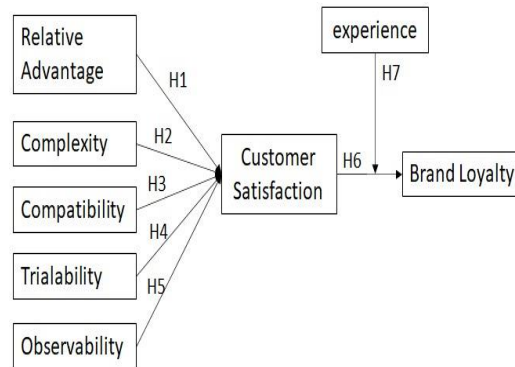 Relative
Advantage
experience
H1
H7
Complexity
H2
Customer
Satisfaction
H6
Brand Loyalty
H3
Compatibility
H4
Trialability
H5
Observability